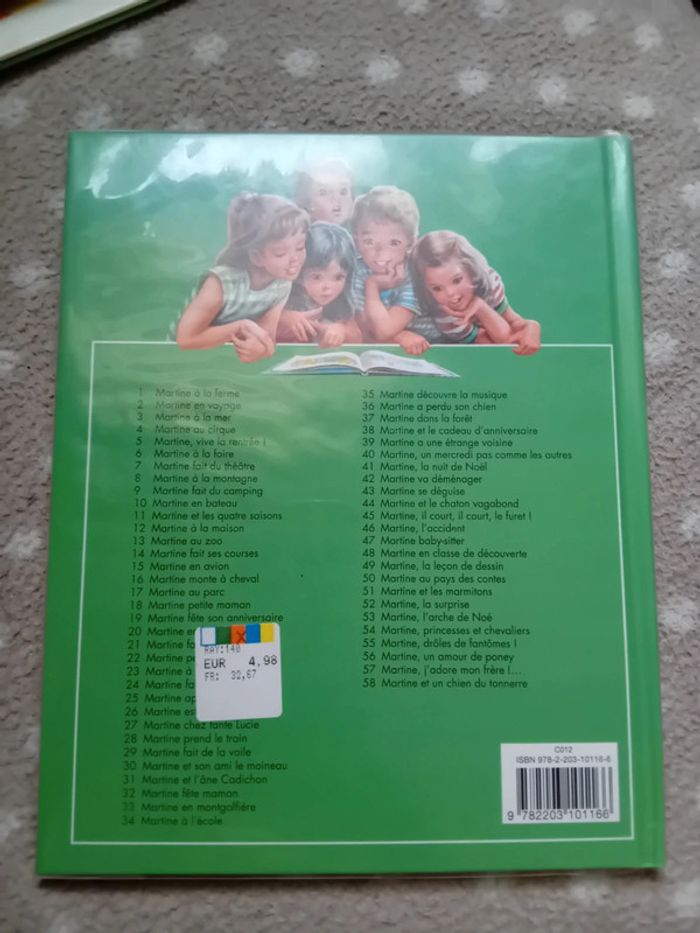 1 Martine à la ferme
2 Martine en voyage
3 Martine à la mer
4 Martine au cirque
5 Martine, vive la rentrée !
6 Martine à la foire
7 Martine fait du théâtre
8 Martine à la montagne
9 Martine fait du camping
10 Martine en bateau
11 Martine et les quatre saisons
12 Martine à la maison
13 Martine au zoo
14 Martine fait ses courses
15 Martine en avion
16 Martine monte à cheval
17 Martine au parc
18 Martine petite maman
19 Martine fête son anniversaire
20 Martine
21 Martine
22 Martine
23 Martine à
24 Martine
25 Martine
26 Martine
27 Martine chez tante Lucie
28 Martine prend le train
29 Martine fait de la voile
30 Martine et son ami le moineau
31 Martine et l'âne Cadichon
32 Martine fête maman
33 Martine en montgolfière
34 Martine à l'école
35 Martine découvre la musique
36 Martine a perdu son chien
37 Martine dans la forêt
38 Martine et le cadeau d'anniversaire
39 Martine a une étrange voisine
40 Martine, un mercredi pas comme les autres
41 Martine, la nuit de Noël
42 Martine va déménager
43 Martine se déguise
44 Martine et le chaton vagabond
45 Martine, il court, il court, le furet !
46 Martine, l'accident
47 Martine baby-sitter
48 Martine en classe de découverte
49 Martine, la leçon de dessin
50 Martine au pays des contes
51 Martine et les marmitons
52 Martine, la surprise
53 Martine, l'arche de Noé
54 Martine, princesses et chevaliers
55 Martine, drôles de fantômes !
56 Martine, un amour de poney
57 Martine, j'adore mon frère !...
58 Martine et un chien du tonnerre
X
RAY:140
EUR 4,98
FR: 32,67
C012
ISBN 978-2-203-10116-6
9 782203 101166